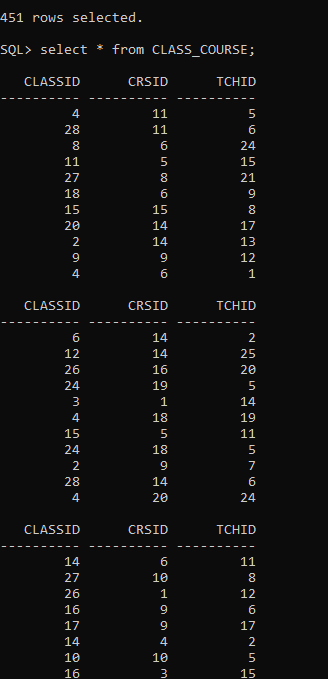 451 rows selected.
SQL> select * from CLASS_COURSE;
   CLASSID      CRSID      TCHID
---------- ---------- ----------
         4         11          5
        28         11          6
         8          6         24
        11          5         15
        27          8         21
        18          6          9
        15         15          8
        20         14         17
         2         14         13
         9          9         12
         4          6          1
   CLASSID      CRSID      TCHID
---------- ---------- ----------
         6         14          2
        12         14         25
        26         16         20
        24         19          5
         3          1         14
         4         18         19
        15          5         11
        24         18          5
         2          9          7
        28         14          6
         4         20         24
   CLASSID      CRSID      TCHID
---------- ---------- ----------
        14          6         11
        27         10          8
        26          1         12
        16          9          6
        17          9         17
        14          4          2
        10         10          5
        16          3         15